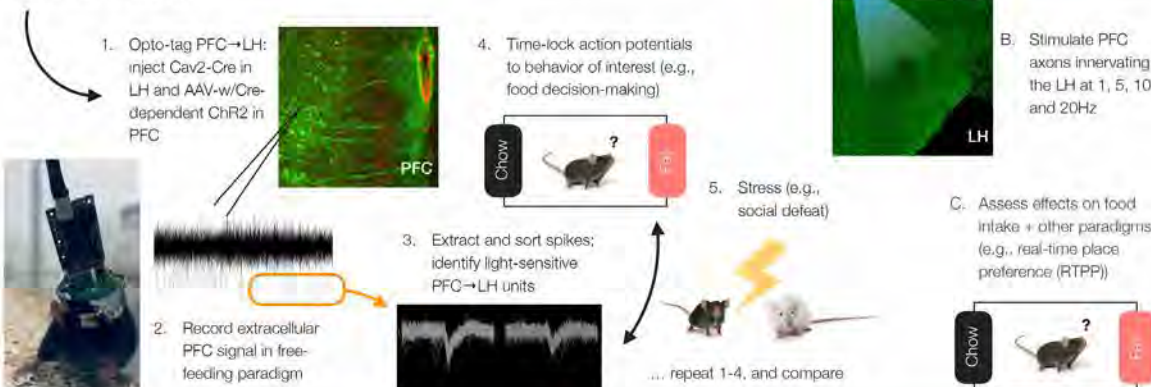 1. Opto-tag PFC→LH:
inject Cav2-Cre in
LH and AAV-w/Cre-
dependent ChR2 in
PFC
PFC
2. Record extracellular
PFC signal in free-
feeding paradigm
3. Extract and sort spikes;
identify light-sensitive
PFC→LH units
4. Time-lock action potentials
to behavior of interest (e.g.,
food decision-making)
Chow
?
Fat
5. Stress (e.g.,
social defeat)
... repeat 1-4, and compare
LH
B. Stimulate PFC
axons innervating
the LH at 1, 5, 10
and 20Hz
C. Assess effects on food
intake + other paradigms
(e.g., real-time place
preference (RTPP))
Chow
?
Fat